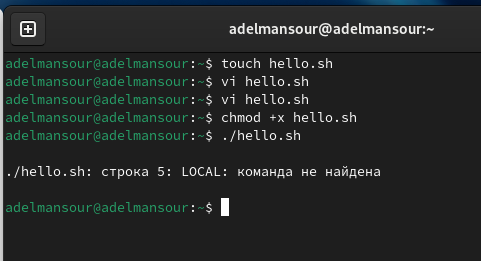 adelmansour@adelmansour:~
adelmansour@adelmansour:~$ touch hello.sh
adelmansour@adelmansour:~$ vi hello.sh
adelmansour@adelmansour:~$ vi hello.sh
adelmansour@adelmansour:~$ chmod +x hello.sh
adelmansour@adelmansour:~$ ./hello.sh
./hello.sh: строка 5: LOCAL: команда не найдена
adelmansour@adelmansour:~$